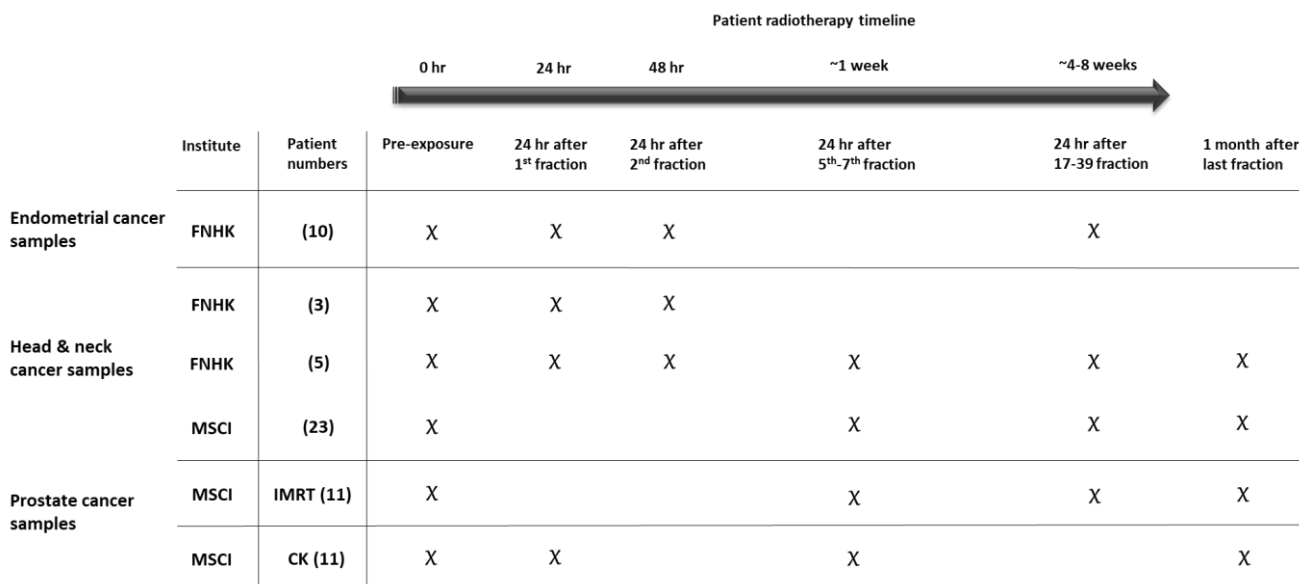 Patient radiotherapy timeline
0 hr 24 hr 48 hr ~1 week ~4-8 weeks
Institute Patient numbers Pre-exposure 24 hr after 1st fraction 24 hr after 2nd fraction 24 hr after 5th-7th fraction 24 hr after 17-39 fraction 1 month after last fraction
Endometrial cancer samples FNHK (10) χ χ χ χ
FNHK (3) χ χ χ
Head & neck cancer samples FNHK (5) χ χ χ χ χ χ
MSCI (23) χ χ χ χ
Prostate cancer samples MSCI IMRT (11) χ χ χ χ
MSCI CK (11) χ χ χ χ